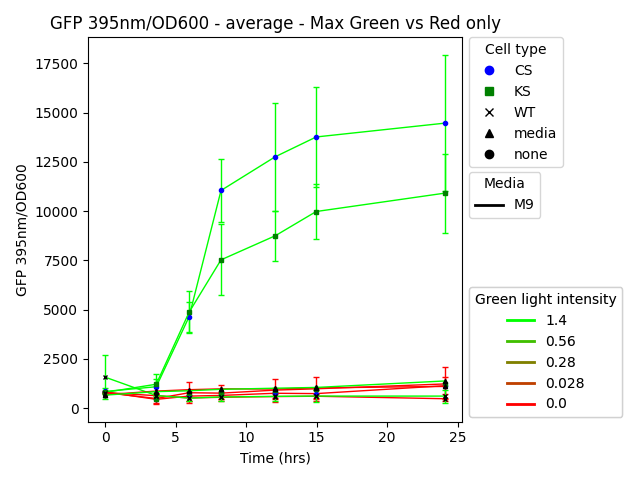 GFP 395nm/OD600 - average - Max Green vs Red only
GFP 395nm/OD600
17500
15000
12500
10000
7500
5000
2500
0
0
5
10
15
20
25
Time (hrs)
Cell type
CS
KS
WT
media
none
Media
M9
Green light intensity
1.4
0.56
0.28
0.028
0.0